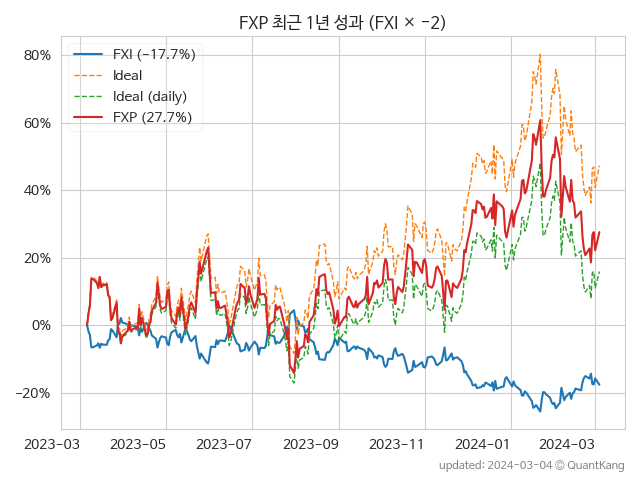 FXP 최근 1년 성과 (FXI × −2)
FXI (−17.7%)
Ideal
Ideal (daily)
FXP (27.7%)
80%
60%
40%
20%
0%
−20%
2023−03 2023−05 2023−07 2023−09 2023−11 2024−01 2024−03
updated: 2024−03−04 © QuantKang